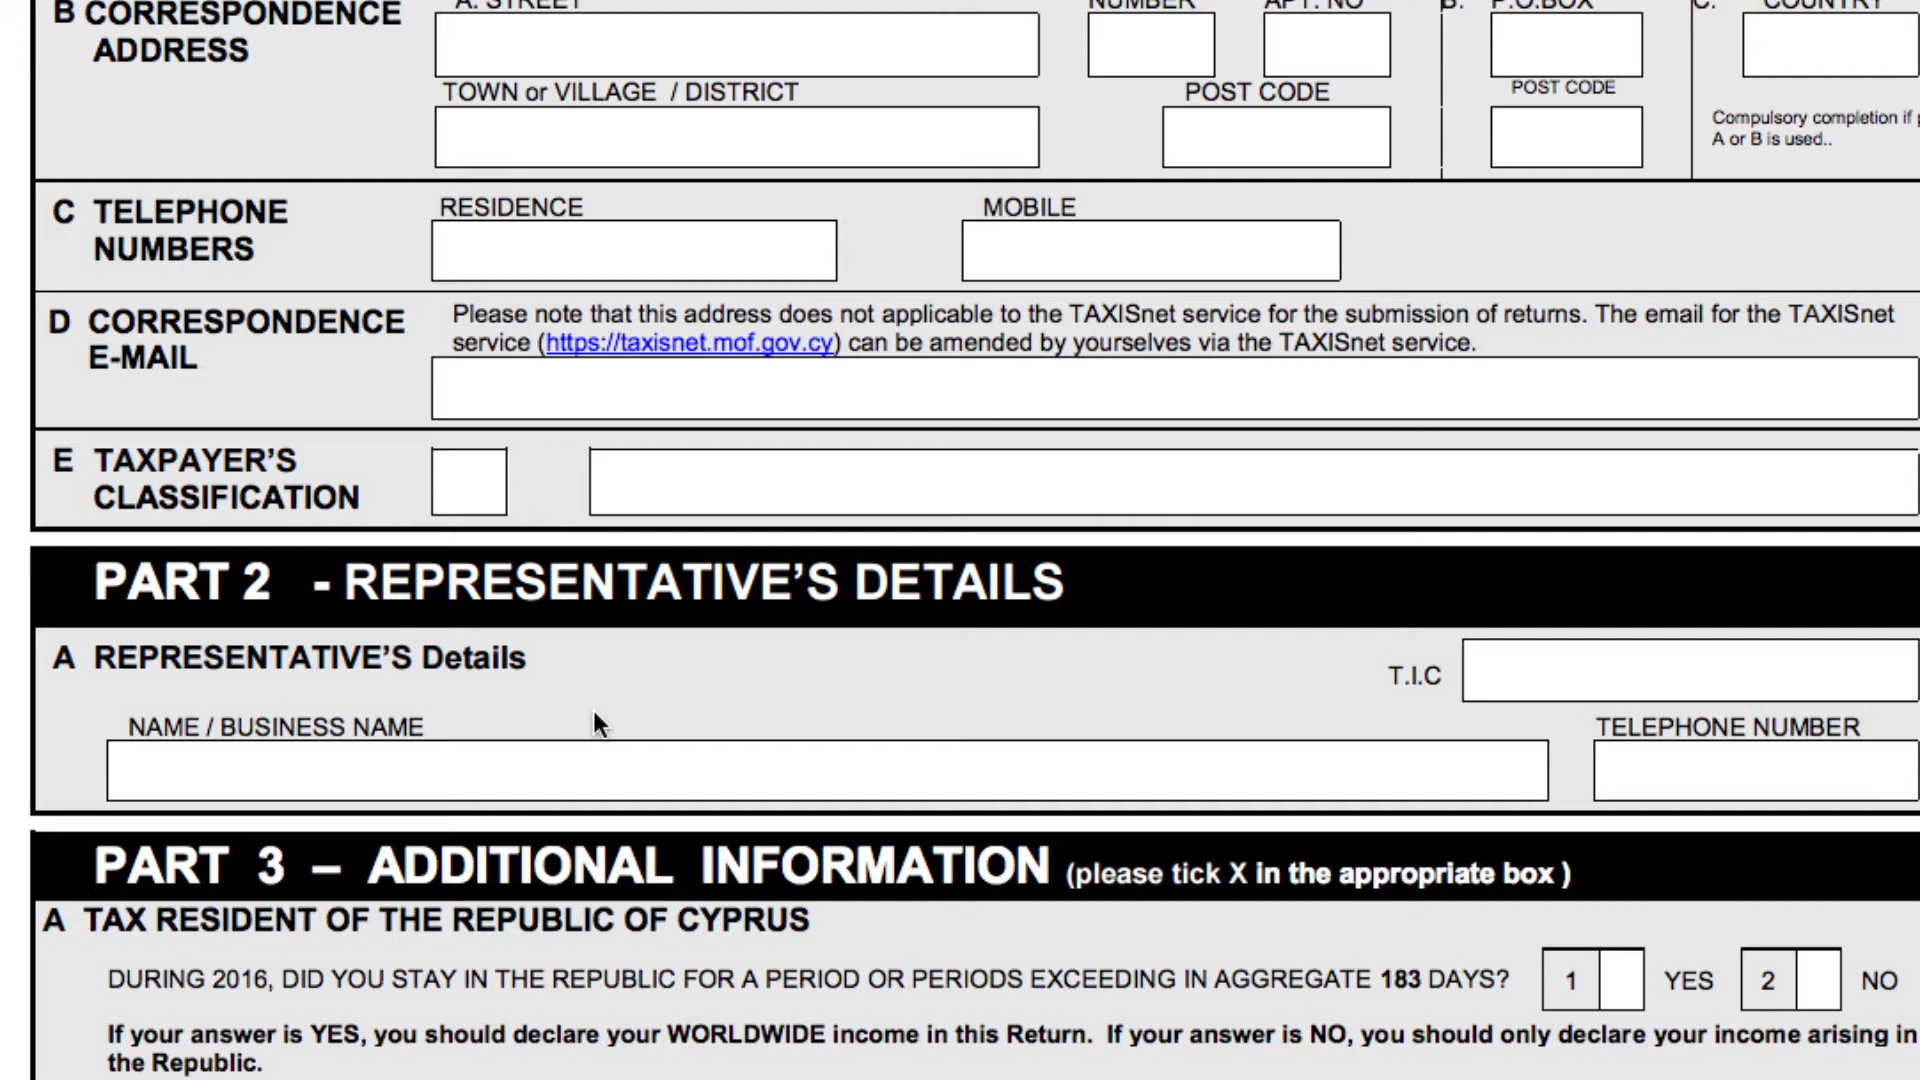 B CORRESPONDENCE ADDRESS
A. STREET NUMBER APT. NO B. P.O.BOX C. COUNTRY
TOWN or VILLAGE / DISTRICT POST CODE POST CODE
Compulsory completion if
A or B is used..
C TELEPHONE NUMBERS
RESIDENCE MOBILE
D CORRESPONDENCE E-MAIL
Please note that this address does not applicable to the TAXISnet service for the submission of returns. The email for the TAXISnet
service (https://taxisnet.mof.gov.cy) can be amended by yourselves via the TAXISnet service.
E TAXPAYER'S CLASSIFICATION
PART 2 - REPRESENTATIVE'S DETAILS
A REPRESENTATIVE'S Details
T.I.C
NAME / BUSINESS NAME TELEPHONE NUMBER
PART 3 – ADDITIONAL INFORMATION (please tick X in the appropriate box )
A TAX RESIDENT OF THE REPUBLIC OF CYPRUS
DURING 2016, DID YOU STAY IN THE REPUBLIC FOR A PERIOD OR PERIODS EXCEEDING IN AGGREGATE 183 DAYS? 1 YES 2 NO
If your answer is YES, you should declare your WORLDWIDE income in this Return. If your answer is NO, you should only declare your income arising in
the Republic.